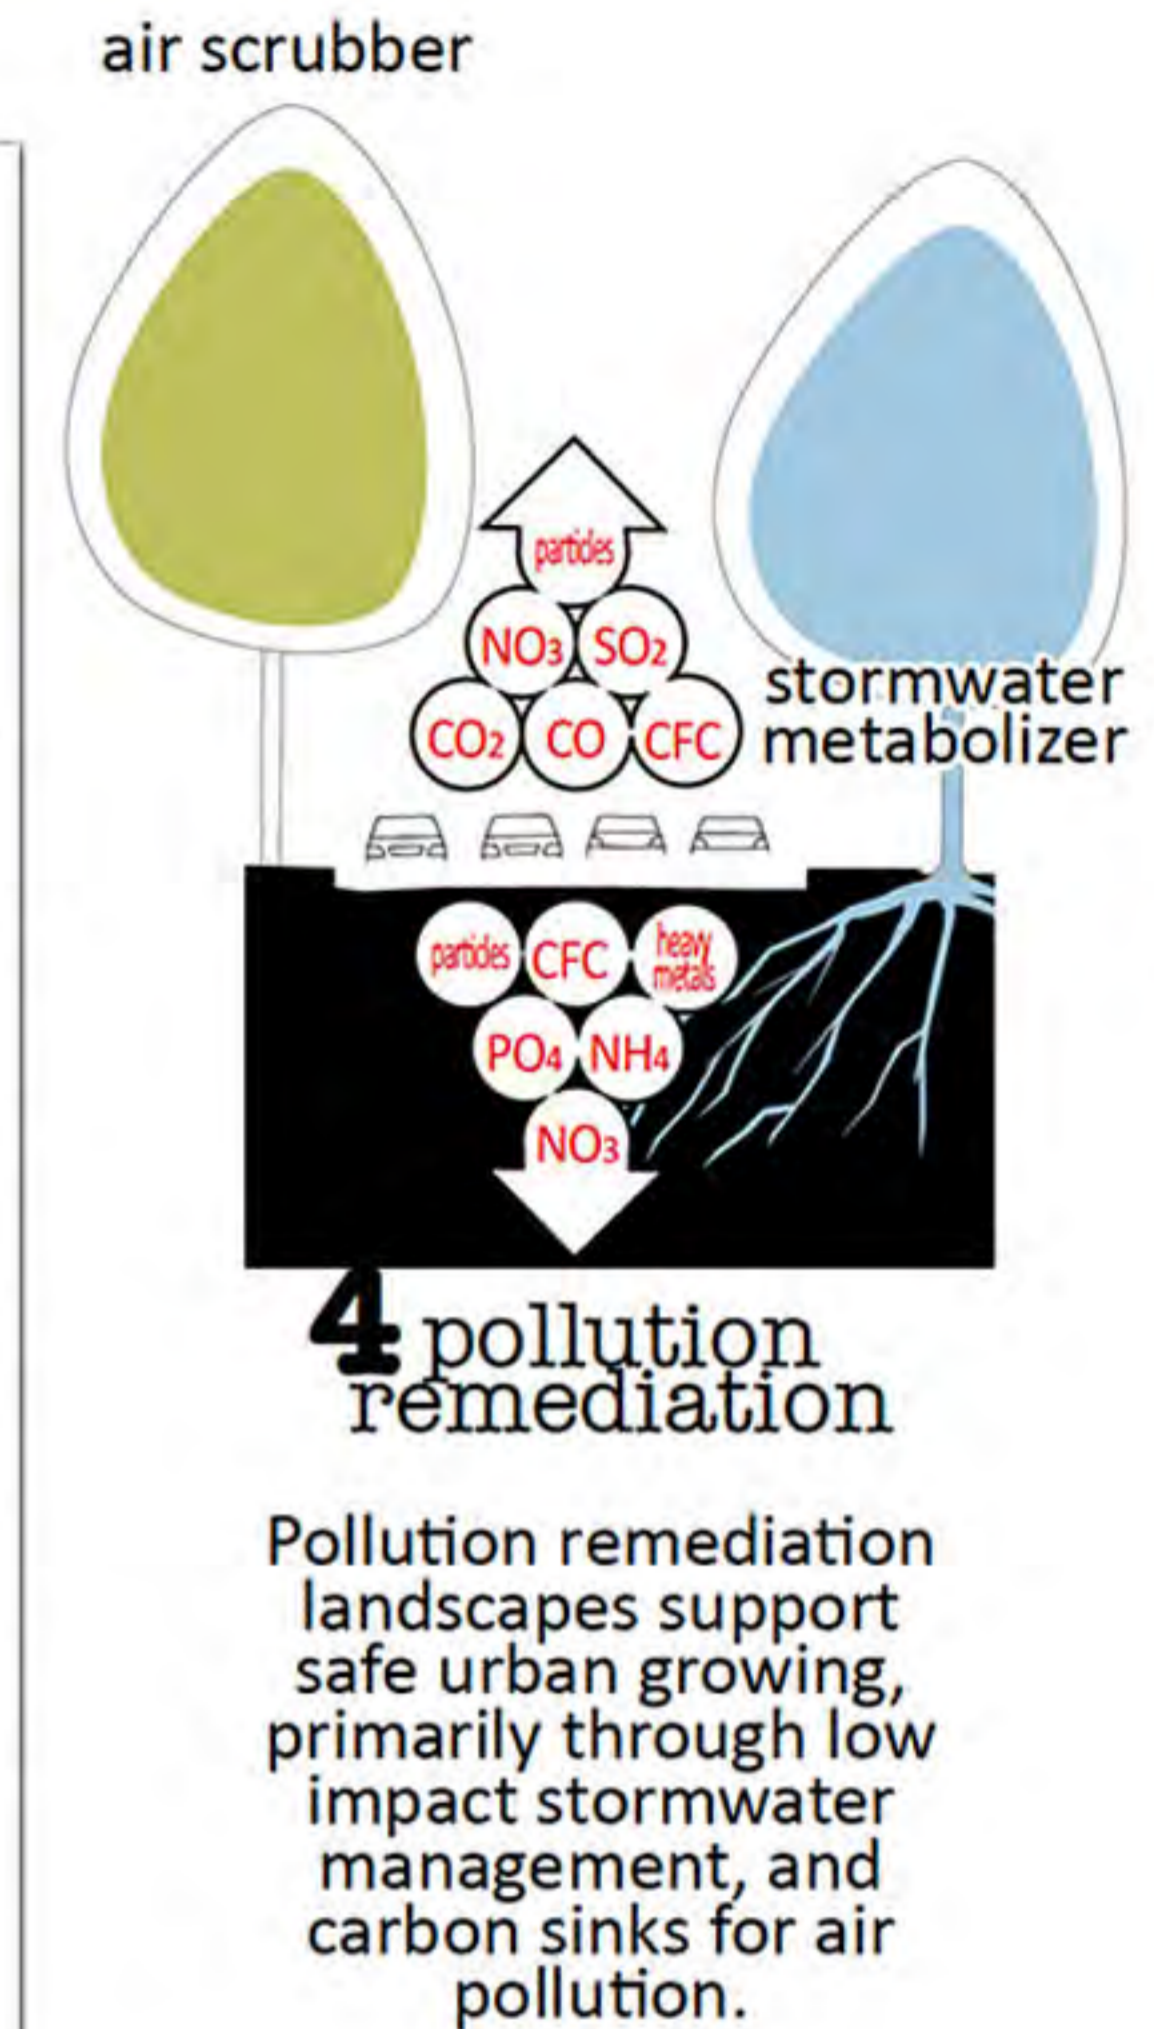 air scrubber
particles
NO₃ SO₂
CO₂ CO CFC
stormwater
metabolizer
particles CFC heavy
metals
PO₄ NH₄
NO₃
4 pollution
remediation
Pollution remediation
landscapes support
safe urban growing,
primarily through low
impact stormwater
management, and
carbon sinks for air
pollution.